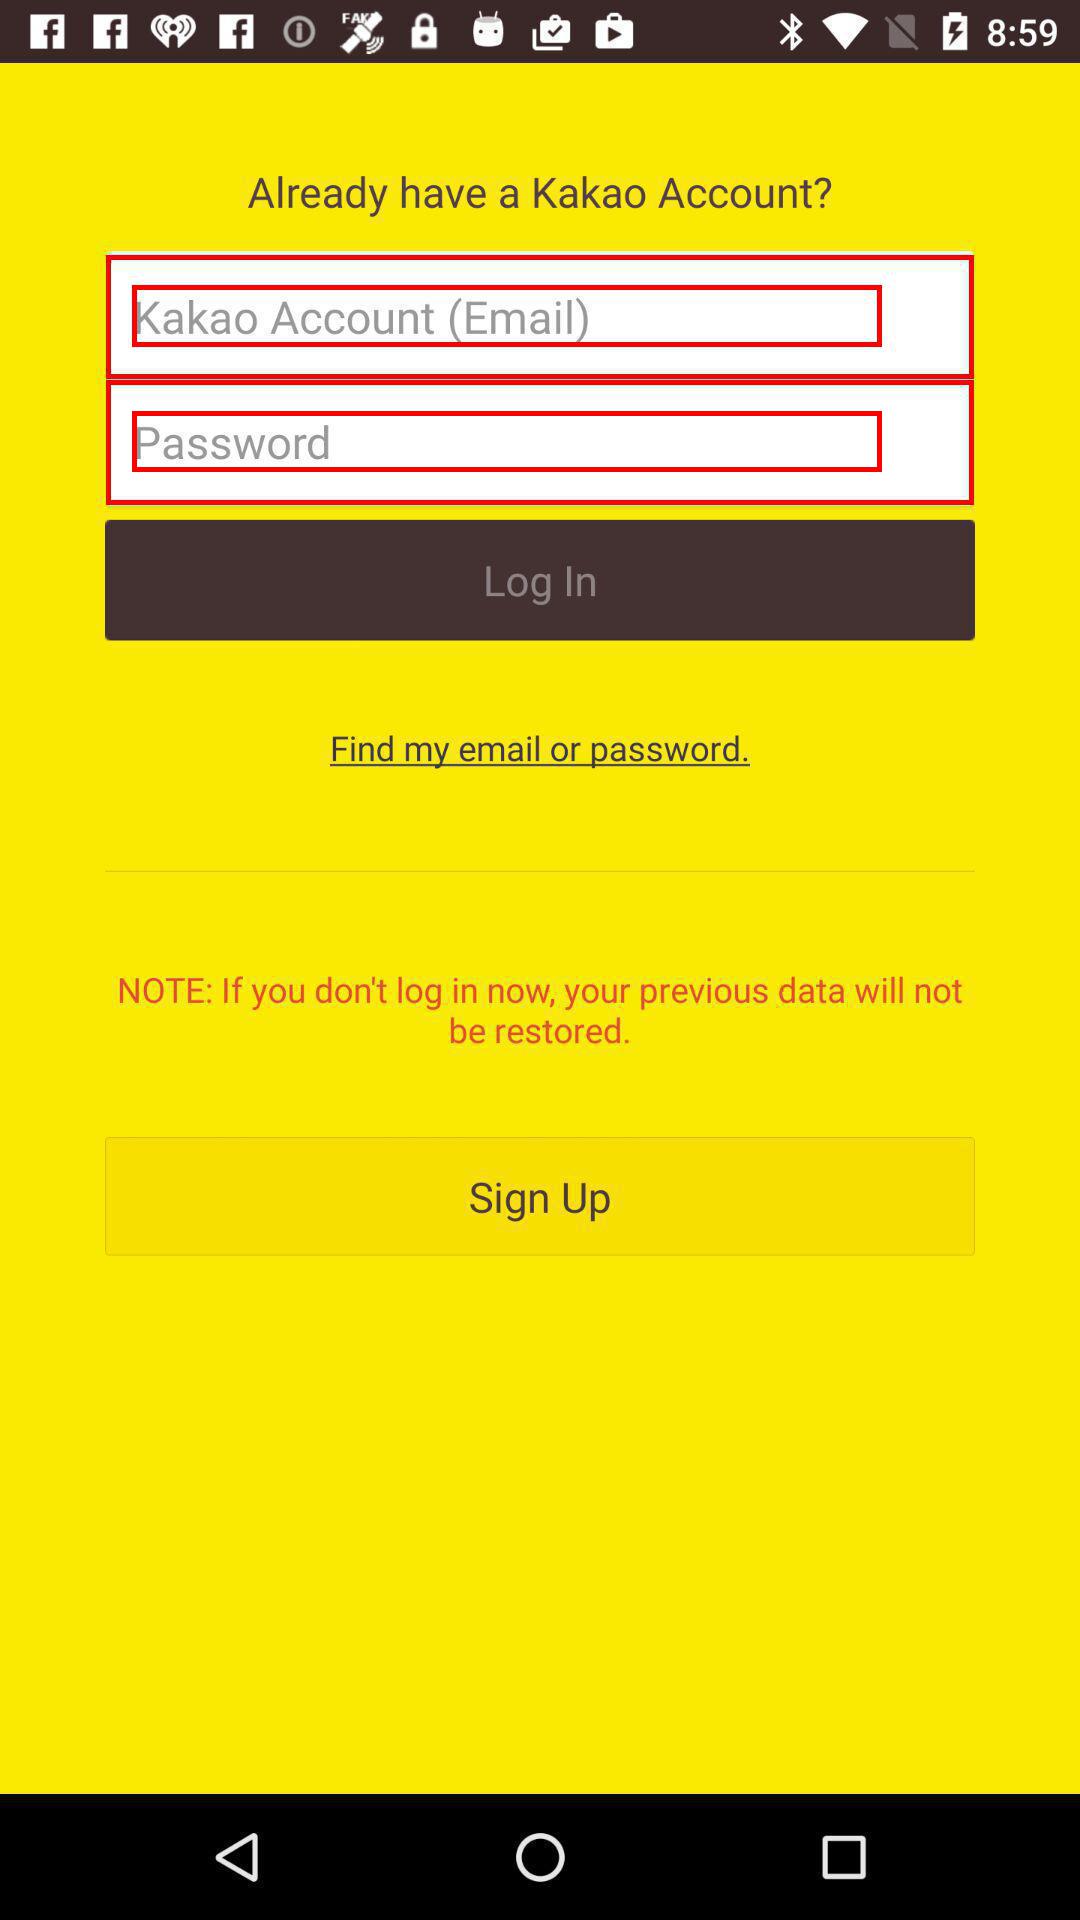 FAKE
8:59
Already have a Kakao Account?
Kakao Account (Email)
Password
Log In
Find my email or password.
NOTE: If you don't log in now, your previous data will not
be restored.
Sign Up